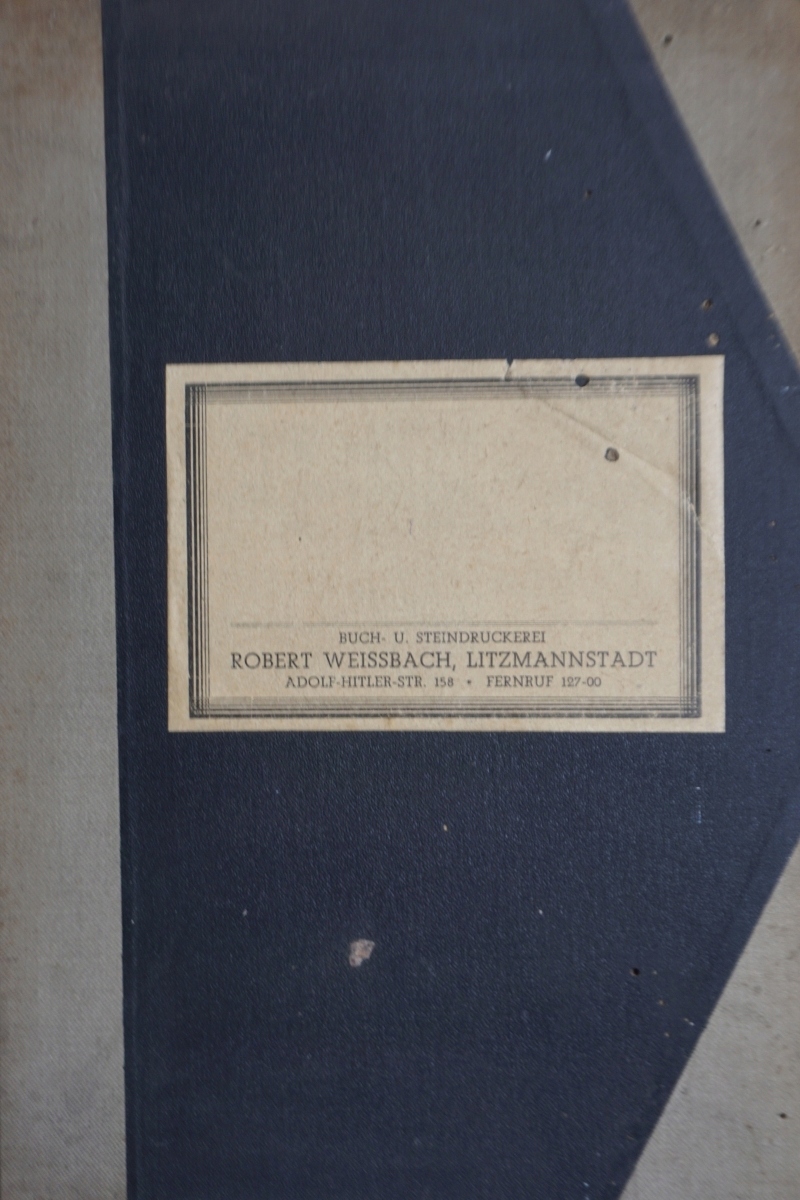 BUCH- U. STEINDRUCKEREI
ROBERT WEISSBACH, LITZMANNSTADT
ADOLF-HITLER-STR. 158 • FERNRUF 127-00